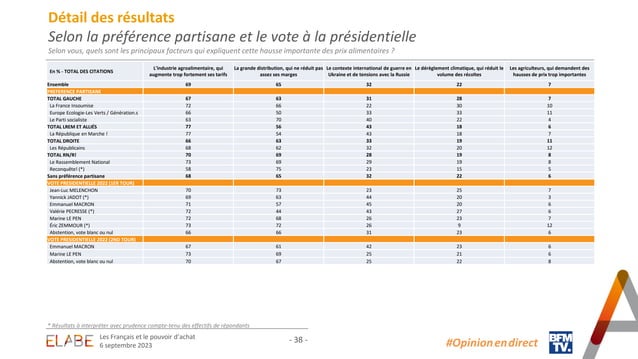 Détail des résultats
Selon la préférence partisane et le vote à la présidentielle
Selon vous, quels sont les principaux facteurs qui expliquent cette hausse importante des prix alimentaires ?
En % - TOTAL DES CITATIONS | L'industrie agroalimentaire, qui augmente trop fortement ses tarifs | La grande distribution, qui ne réduit pas assez ses marges | Le contexte international de guerre en Ukraine et de tensions avec la Russie | Le dérèglement climatique, qui réduit le volume des récoltes | Les agriculteurs, qui demandent des hausses de prix trop importantes
Ensemble 69 65 32 22 7
PREFERENCE PARTISANE
TOTAL GAUCHE 67 63 31 28 7
La France Insoumise 72 66 22 30 10
Europe Ecologie-Les Verts / Génération.s 66 50 33 31 11
Le Parti socialiste 63 70 40 22 4
TOTAL LREM ET ALLIÉS 77 56 43 18 6
La République en Marche ! 77 54 43 18 7
TOTAL DROITE 66 63 33 19 11
Les Républicains 68 62 32 20 12
TOTAL RN/R! 70 69 28 19 8
Le Rassemblement National 73 69 29 19 8
Reconquête! (*) 58 75 23 15 5
Sans préférence partisane 68 65 32 22 6
VOTE PRESIDENTIELLE 2022 (1ER TOUR)
Jean-Luc MELENCHON 70 73 23 25 7
Yannick JADOT (*) 69 63 44 20 3
Emmanuel MACRON 71 57 45 20 6
Valérie PECRESSE (*) 72 44 43 27 6
Marine LE PEN 72 68 26 23 7
Éric ZEMMOUR (*) 73 72 26 9 12
Abstention, vote blanc ou nul 66 66 31 23 6
VOTE PRESIDENTIELLE 2022 (2ND TOUR)
Emmanuel MACRON 67 61 42 23 6
Marine LE PEN 73 69 25 21 6
Abstention, vote blanc ou nul 70 67 25 22 8
* Résultats à interpréter avec prudence compte-tenu des effectifs de répondants
ELABE
Les Français et le pouvoir d'achat
6 septembre 2023
- 38 -
#Opinion en direct
BFM
TV.